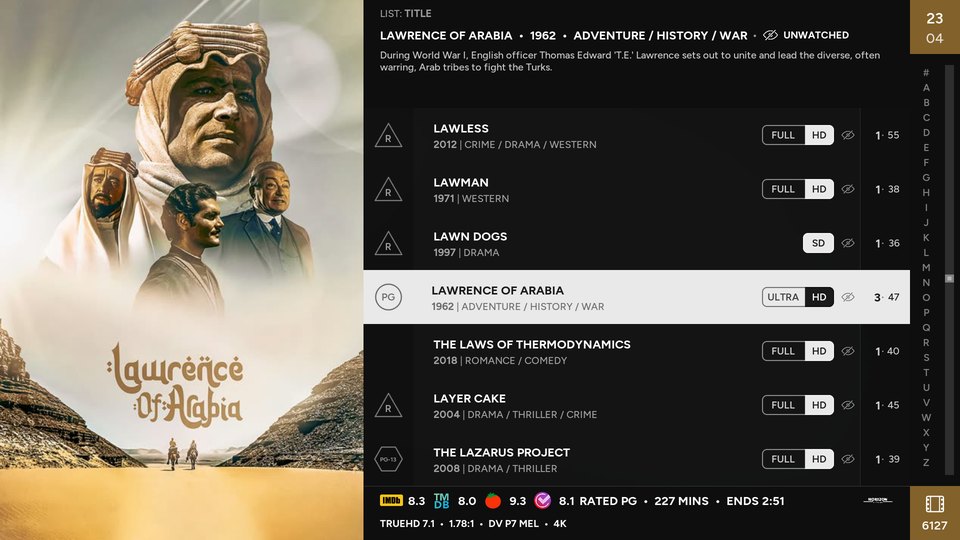 Lawrence
Of Arabia
LIST: TITLE
LAWRENCE OF ARABIA • 1962 • ADVENTURE / HISTORY / WAR • UNWATCHED
During World War I, English officer Thomas Edward 'T.E.' Lawrence sets out to unite and lead the diverse, often
warring, Arab tribes to fight the Turks.
23
04
R
LAWLESS
2012 | CRIME / DRAMA / WESTERN
FULL HD
1· 55
R
LAWMAN
1971 | WESTERN
FULL HD
1· 38
R
LAWN DOGS
1997 | DRAMA
SD
1· 36
PG
LAWRENCE OF ARABIA
1962 | ADVENTURE / HISTORY / WAR
ULTRA HD
3· 47
THE LAWS OF THERMODYNAMICS
2018 | ROMANCE / COMEDY
FULL HD
1· 40
R
LAYER CAKE
2004 | DRAMA / THRILLER / CRIME
FULL HD
1· 45
PG-13
THE LAZARUS PROJECT
2008 | DRAMA / THRILLER
FULL HD
1· 39
#
A
B
C
D
E
F
G
H
I
J
K
L
M
N
O
P
Q
R
S
T
U
V
W
X
Y
Z
IMDb 8.3 TMDB 8.0 9.3 8.1 RATED PG • 227 MINS • ENDS 2:51
HORIZON
TRUEHD 7.1 • 1.78:1 • DV P7 MEL • 4K
6127